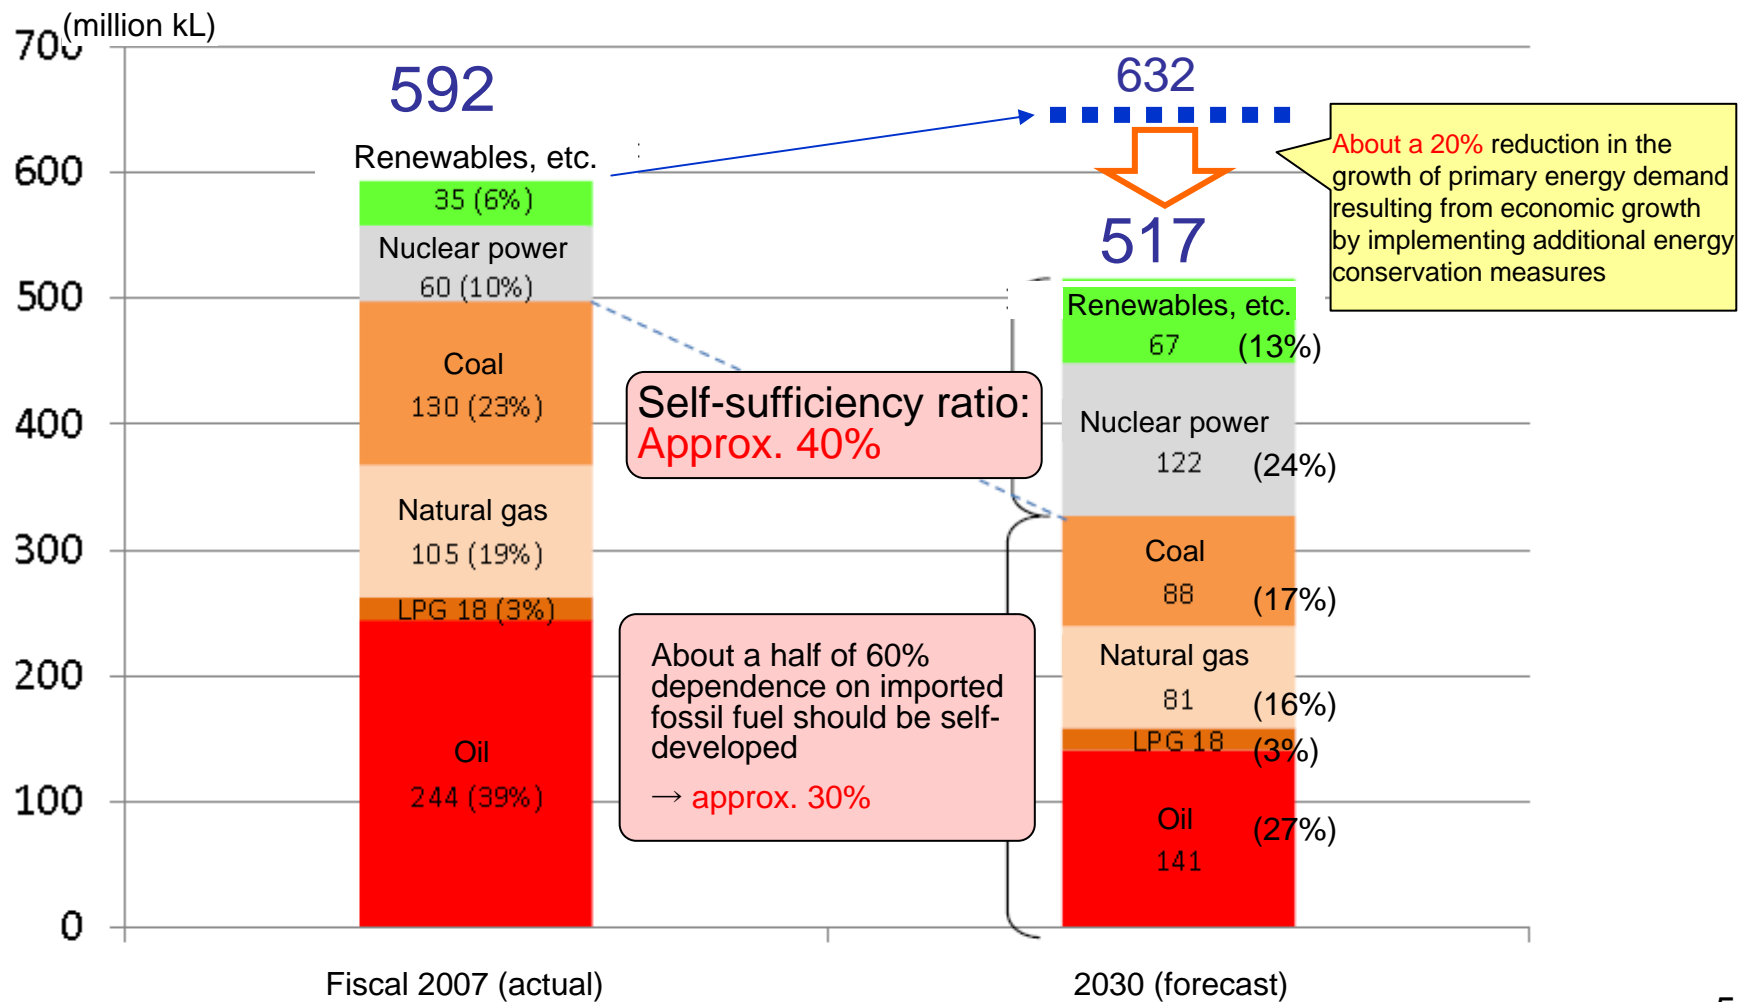 (million kL)
700
600
500
400
300
200
100
0
592
Renewables, etc.
35 (6%)
Nuclear power
60 (10%)
Coal
130 (23%)
Natural gas
105 (19%)
LPG 18 (3%)
Oil
244 (39%)
Fiscal 2007 (actual)
Self-sufficiency ratio:
Approx. 40%
About a half of 60%
dependence on imported
fossil fuel should be self-
developed
→ approx. 30%
632
517
Renewables, etc.
67 (13%)
Nuclear power
122 (24%)
Coal
88 (17%)
Natural gas
81 (16%)
LPG 18 (3%)
Oil (27%)
141
2030 (forecast)
About a 20% reduction in the
growth of primary energy demand
resulting from economic growth
by implementing additional energy
conservation measures